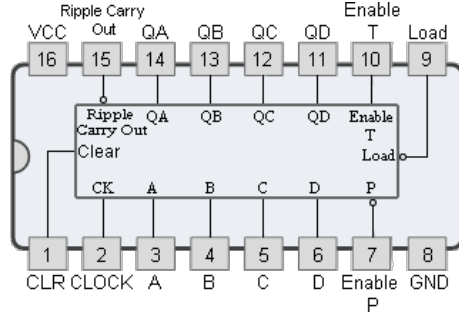 Ripple Carry
Out
VCC QA QB QC QD Enable
T Load
16 15 14 13 12 11 10 9
Ripple
Carry Out QA QB QC QD Enable
T
Clear
Load
CK A B C D P
1 2 3 4 5 6 7 8
CLR CLOCK A B C D Enable
P GND